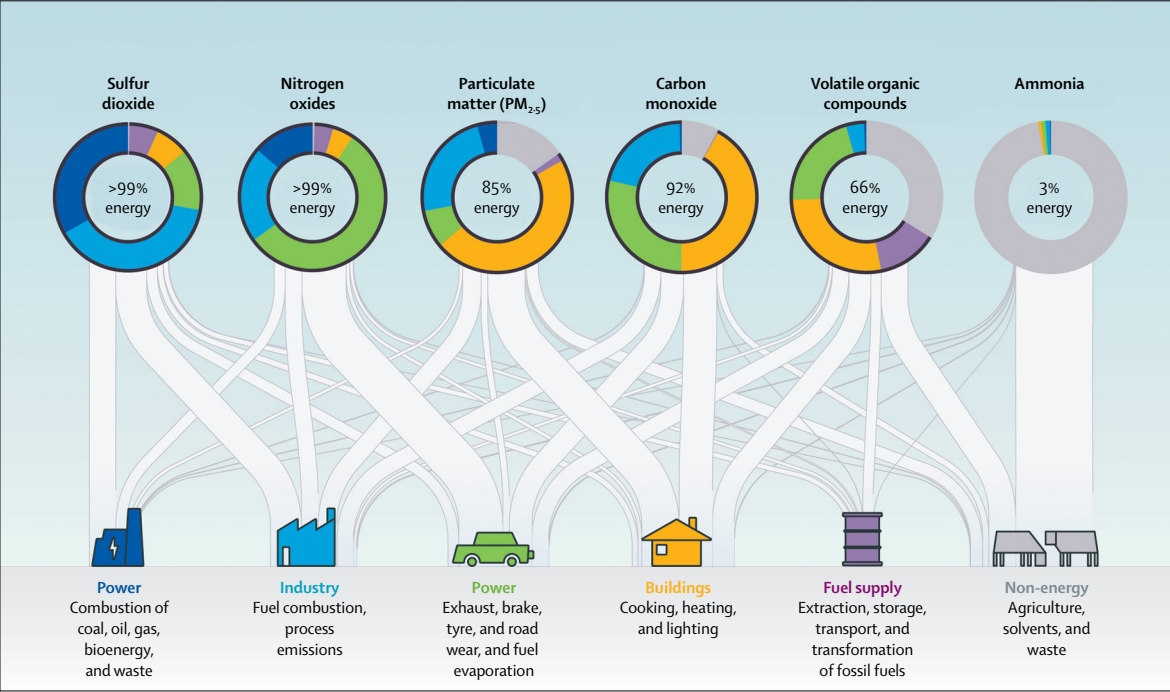 Sulfur
dioxide
Nitrogen
oxides
Particulate
matter (PM2·5)
Carbon
monoxide
Volatile organic
compounds
Ammonia
>99%
energy
>99%
energy
85%
energy
92%
energy
66%
energy
3%
energy
Power
Combustion of
coal, oil, gas,
bioenergy,
and waste
Industry
Fuel combustion,
process
emissions
Power
Exhaust, brake,
tyre, and road
wear, and fuel
evaporation
Buildings
Cooking, heating,
and lighting
Fuel supply
Extraction, storage,
transport, and
transformation
of fossil fuels
Non-energy
Agriculture,
solvents, and
waste